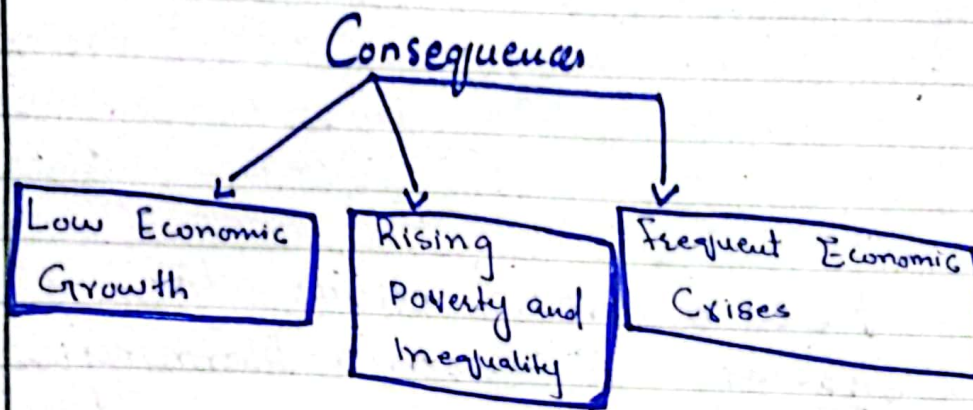 Consequences
Low Economic
Growth
Rising
Poverty and
Inequality
Frequent Economic
Crises